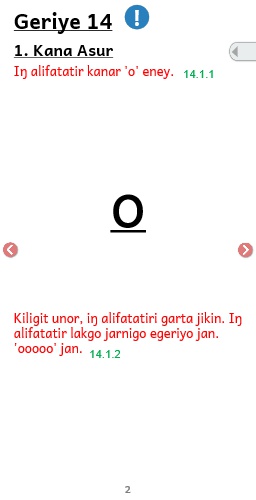 Geriye 14
1. Kana Asur
Iŋ alifatatir kanar 'o' eney. 14.1.1
o
Kiligit unor, iŋ alifatatiri garta jikin. Iŋ
alifatatir lakgo jarnigo egeriyo jan.
'ooooo' jan. 14.1.2
2